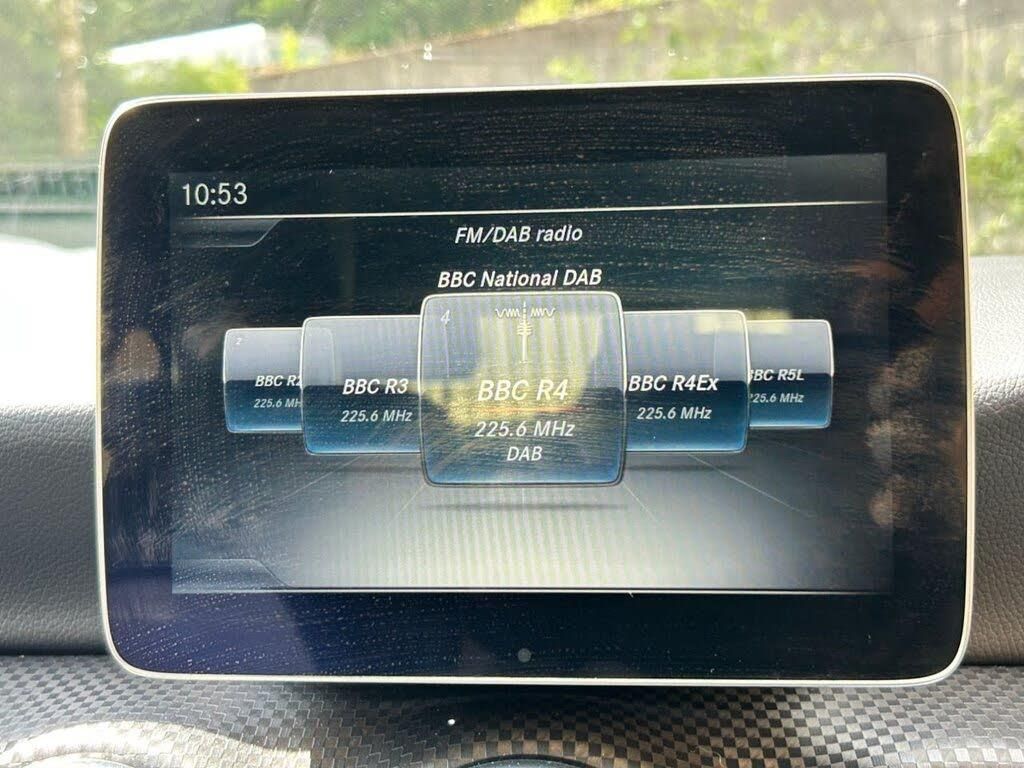 10:53
FM/DAB radio
BBC National DAB
2
BBC R2
225.6 MH
BBC R3
225.6 MHz
4
BBC R4
225.6 MHz
DAB
BBC R4Ex
225.6 MHz
BBC R5L
225.6 MHz